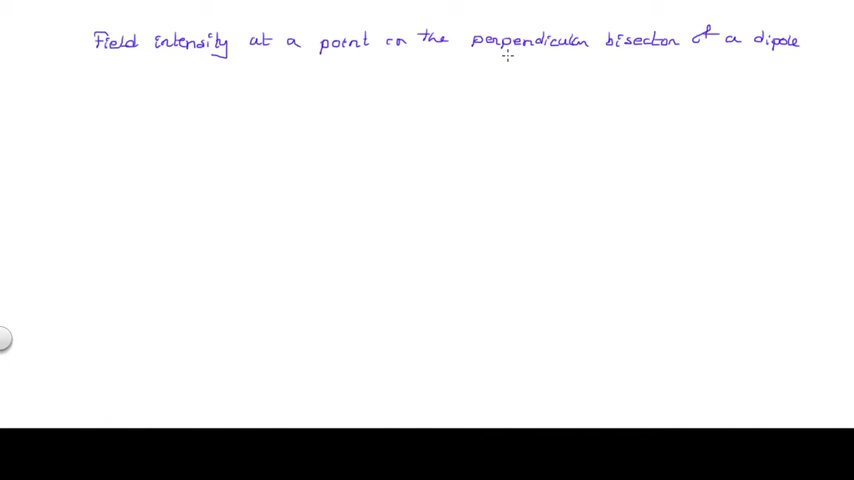 Field intensity at a point on the perpendicular bisector of a dipole